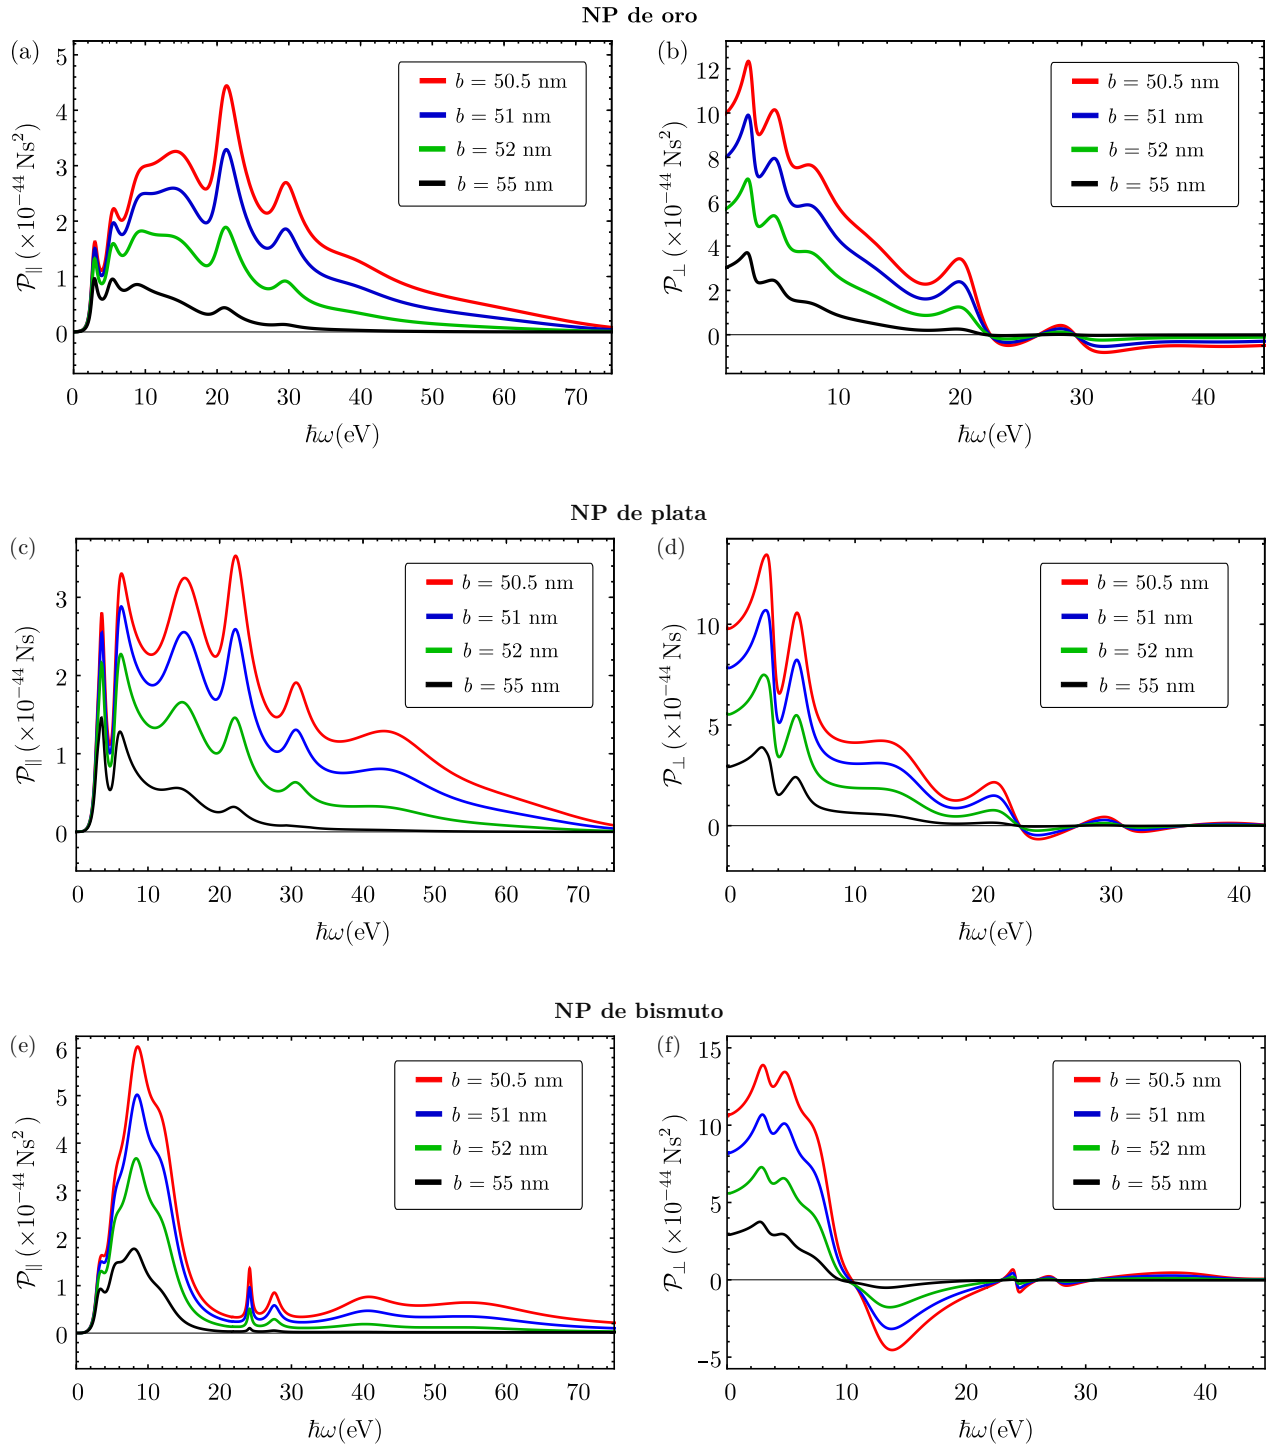 NP de oro
(a)
b = 50.5 nm
b = 51 nm
b = 52 nm
b = 55 nm
5
4
3
2
1
0
𝒫∥ (×10⁻⁴⁴ Ns²)
0 10 20 30 40 50 60 70
ħω(eV)
(b)
b = 50.5 nm
b = 51 nm
b = 52 nm
b = 55 nm
12
10
8
6
4
2
0
𝒫⊥ (×10⁻⁴⁴ Ns²)
10 20 30 40
ħω(eV)
NP de plata
(c)
b = 50.5 nm
b = 51 nm
b = 52 nm
b = 55 nm
3
2
1
0
𝒫∥ (×10⁻⁴⁴ Ns)
0 10 20 30 40 50 60 70
ħω(eV)
(d)
b = 50.5 nm
b = 51 nm
b = 52 nm
b = 55 nm
10
5
0
𝒫⊥ (×10⁻⁴⁴ Ns)
0 10 20 30 40
ħω(eV)
NP de bismuto
(e)
b = 50.5 nm
b = 51 nm
b = 52 nm
b = 55 nm
6
5
4
3
2
1
0
𝒫∥ (×10⁻⁴⁴ Ns²)
0 10 20 30 40 50 60 70
ħω(eV)
(f)
b = 50.5 nm
b = 51 nm
b = 52 nm
b = 55 nm
15
10
5
0
−5
𝒫⊥ (×10⁻⁴⁴ Ns²)
0 10 20 30 40
ħω(eV)